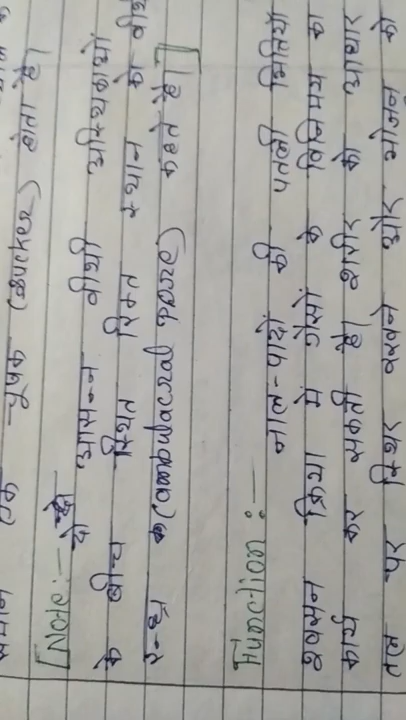 एक चूषक (Sucker) होता है।
[Note:- दो आसन्न वीथी अस्थिकाओं
के बीच स्थित रिक्त स्थान को वीथ
रन्ध्र (Ambulacral Pore) कहते हैं।]
Function :-
नाल-पादों की पतली भित्तियाँ
श्वसन क्रिया में गैसों के विनिमय का
कार्य कर सकती हैं। शरीर को आधार
तल पर स्थिर रखने और भोजन को